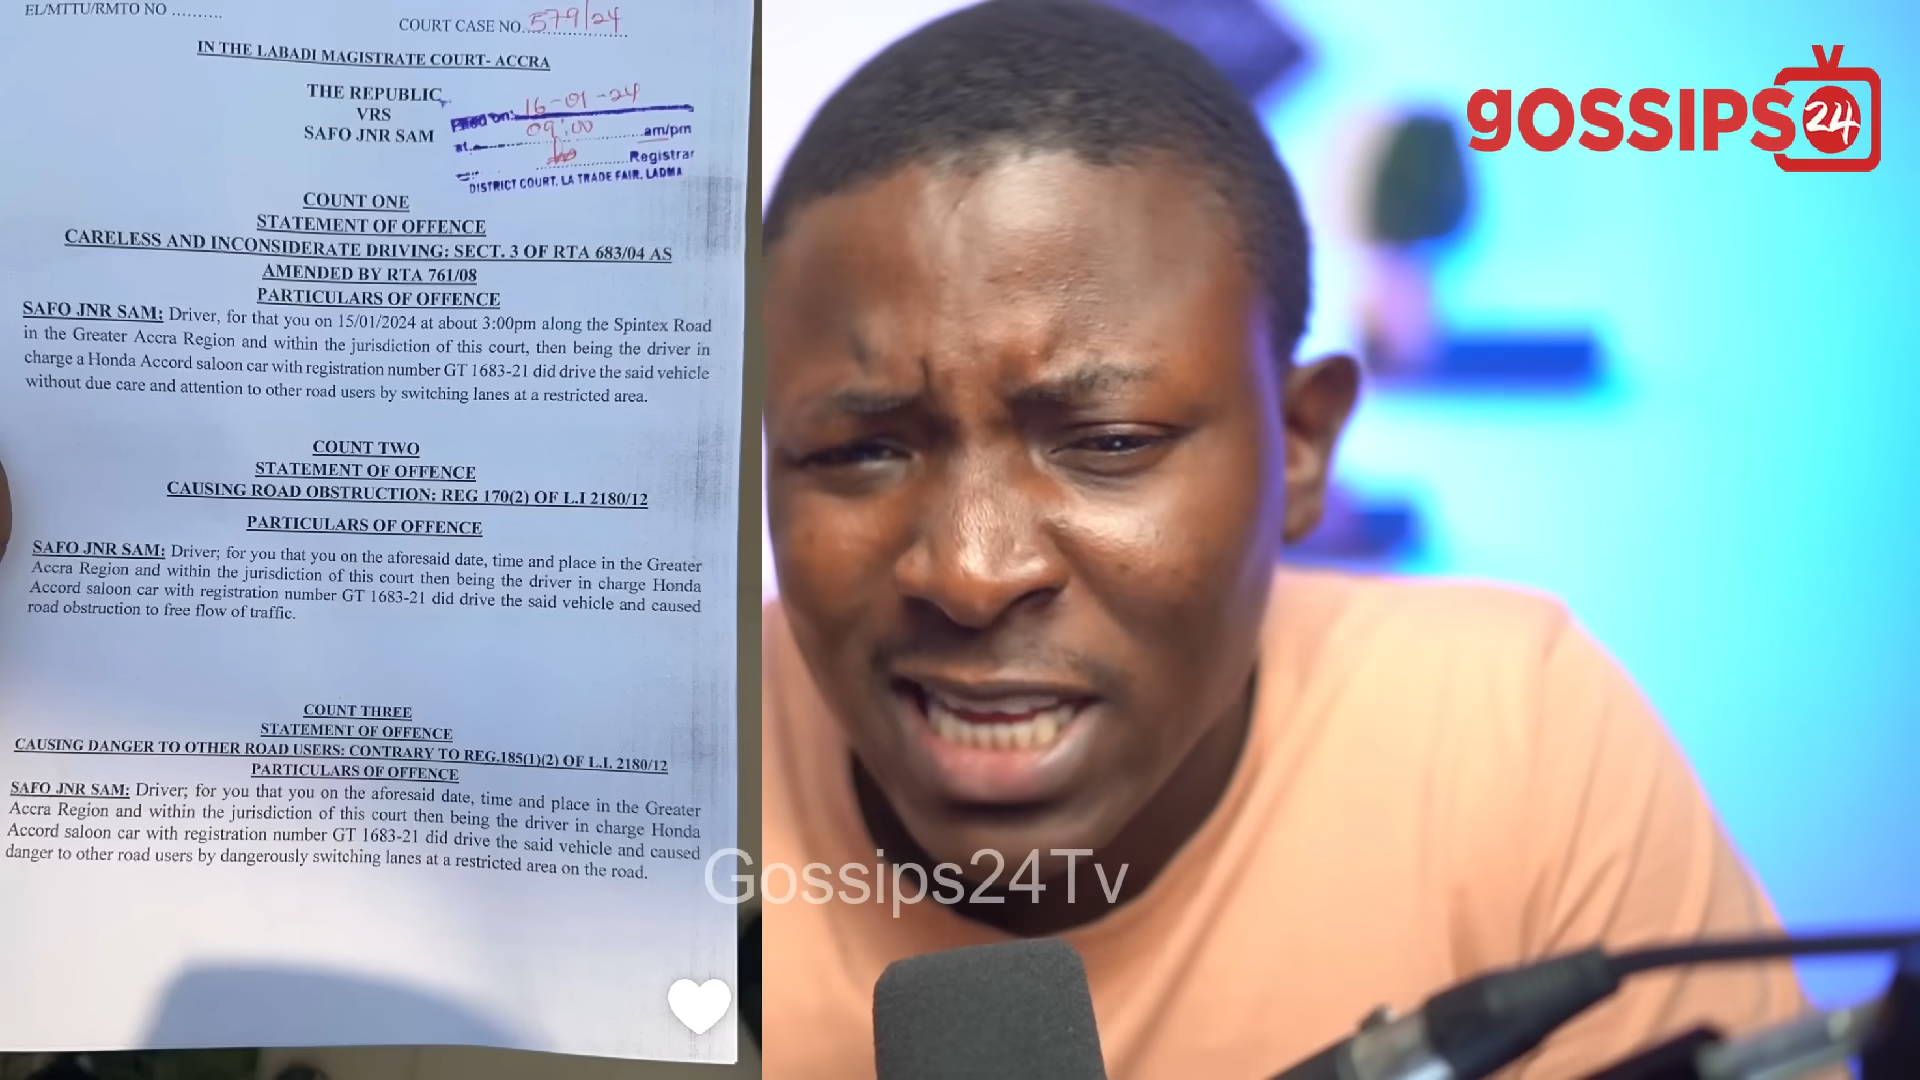 EL/MTTU/RMTO NO ..........
COURT CASE NO. 579/24
IN THE LABADI MAGISTRATE COURT- ACCRA
THE REPUBLIC
VRS
SAFO JNR SAM
Filed on: 16-01-24
at 09:00 am/pm
Registrar
DISTRICT COURT, LA TRADE FAIR, LADMA
COUNT ONE
STATEMENT OF OFFENCE
CARELESS AND INCONSIDERATE DRIVING: SECT. 3 OF RTA 683/04 AS
AMENDED BY RTA 761/08
PARTICULARS OF OFFENCE
SAFO JNR SAM: Driver, for that you on 15/01/2024 at about 3:00pm along the Spintex Road
in the Greater Accra Region and within the jurisdiction of this court, then being the driver in
charge a Honda Accord saloon car with registration number GT 1683-21 did drive the said vehicle
without due care and attention to other road users by switching lanes at a restricted area.
COUNT TWO
STATEMENT OF OFFENCE
CAUSING ROAD OBSTRUCTION: REG 170(2) OF L.I 2180/12
PARTICULARS OF OFFENCE
SAFO JNR SAM: Driver; for you that you on the aforesaid date, time and place in the Greater
Accra Region and within the jurisdiction of this court then being the driver in charge Honda
Accord saloon car with registration number GT 1683-21 did drive the said vehicle and caused
road obstruction to free flow of traffic.
COUNT THREE
STATEMENT OF OFFENCE
CAUSING DANGER TO OTHER ROAD USERS: CONTRARY TO REG.185(1)(2) OF L.I. 2180/12
PARTICULARS OF OFFENCE
SAFO JNR SAM: Driver; for you that you on the aforesaid date, time and place in the Greater
Accra Region and within the jurisdiction of this court then being the driver in charge Honda
Accord saloon car with registration number GT 1683-21 did drive the said vehicle and caused
danger to other road users by dangerously switching lanes at a restricted area on the road.
gOSSIPS24
Gossips24Tv